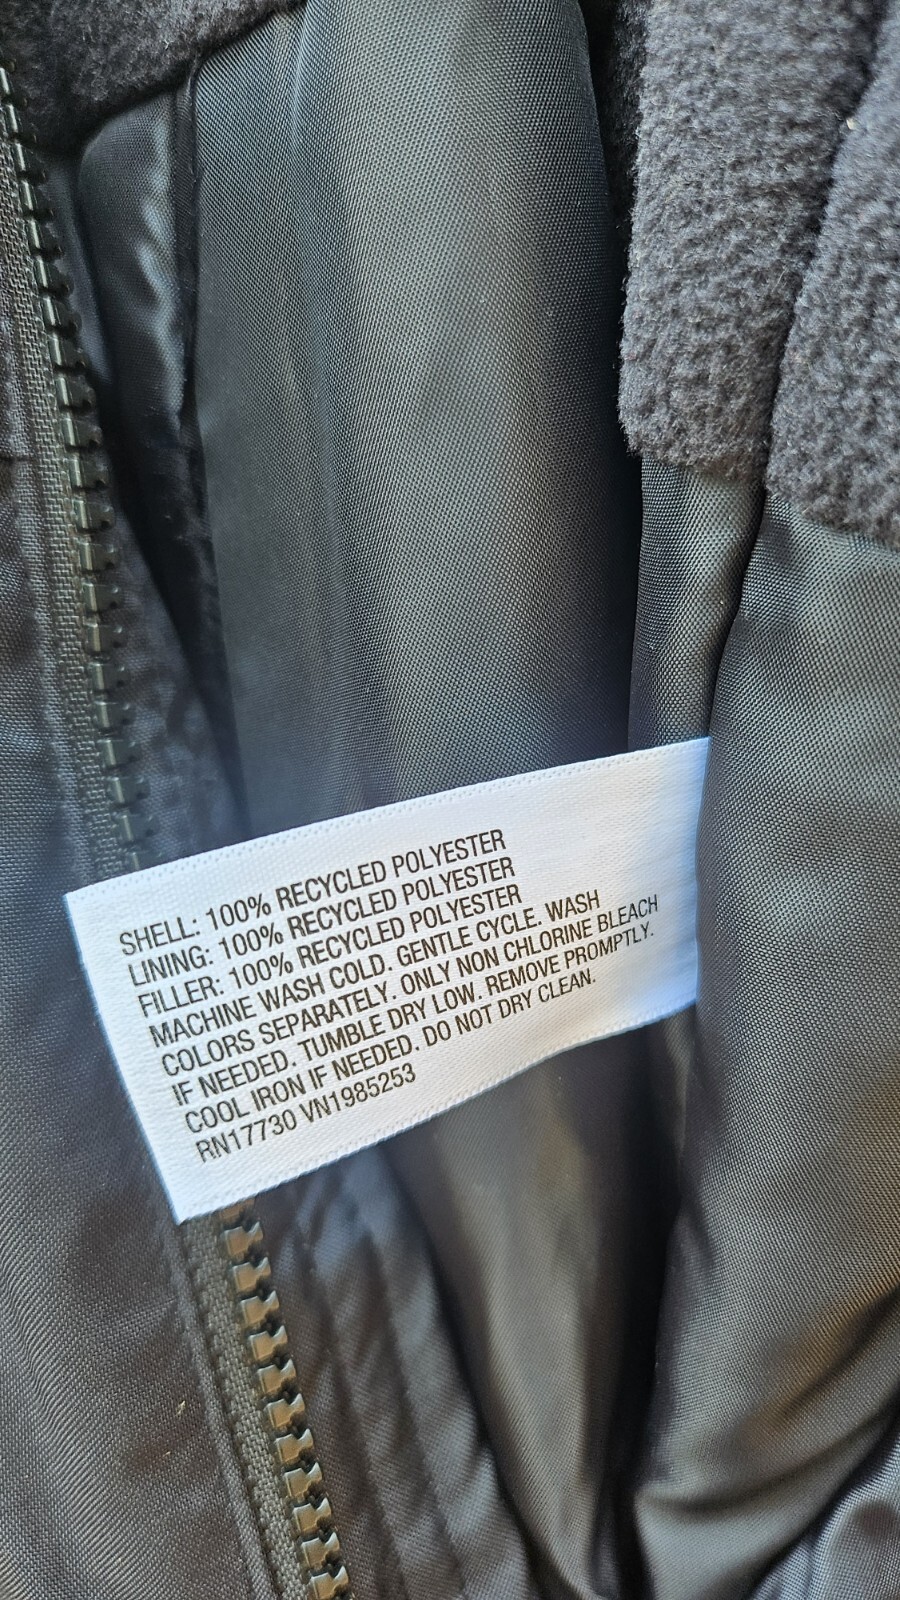 SHELL: 100% RECYCLED POLYESTER
LINING: 100% RECYCLED POLYESTER
FILLER: 100% RECYCLED POLYESTER
MACHINE WASH COLD. GENTLE CYCLE. WASH
COLORS SEPARATELY. ONLY NON CHLORINE BLEACH
IF NEEDED. TUMBLE DRY LOW. REMOVE PROMPTLY.
COOL IRON IF NEEDED. DO NOT DRY CLEAN.
RN17730 VN1985253